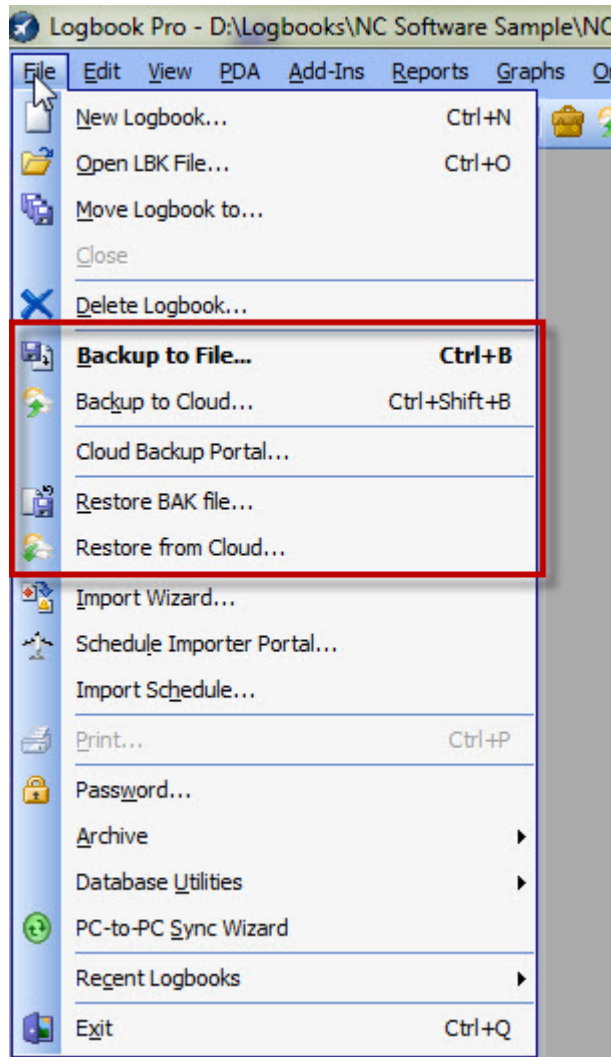 Logbook Pro - D:\Logbooks\NC Software Sample\NC
File Edit View PDA Add-Ins Reports Graphs
New Logbook... Ctrl+N
Open LBK File... Ctrl+O
Move Logbook to...
Close
Delete Logbook...
Backup to File... Ctrl+B
Backup to Cloud... Ctrl+Shift+B
Cloud Backup Portal...
Restore BAK file...
Restore from Cloud...
Import Wizard...
Schedule Importer Portal...
Import Schedule...
Print... Ctrl+P
Password...
Archive
Database Utilities
PC-to-PC Sync Wizard
Recent Logbooks
Exit Ctrl+Q